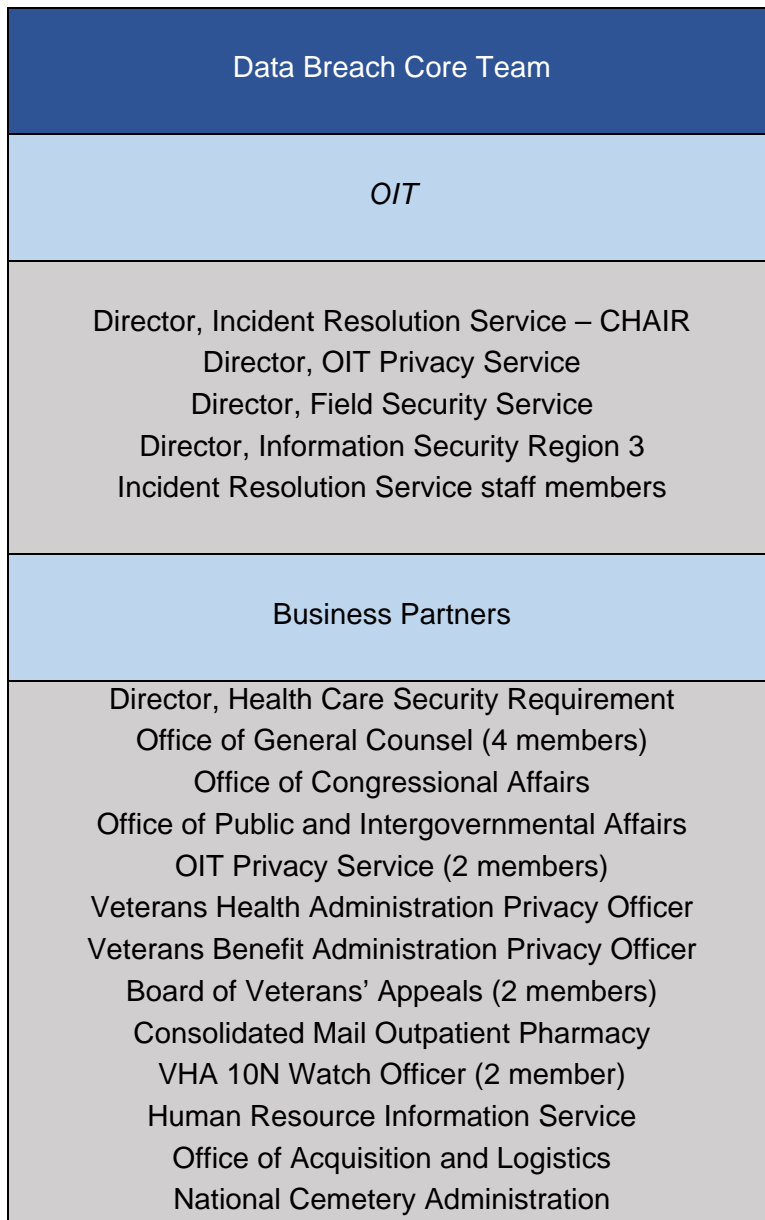 Data Breach Core Team
OIT
Director, Incident Resolution Service – CHAIR
Director, OIT Privacy Service
Director, Field Security Service
Director, Information Security Region 3
Incident Resolution Service staff members
Business Partners
Director, Health Care Security Requirement
Office of General Counsel (4 members)
Office of Congressional Affairs
Office of Public and Intergovernmental Affairs
OIT Privacy Service (2 members)
Veterans Health Administration Privacy Officer
Veterans Benefit Administration Privacy Officer
Board of Veterans’ Appeals (2 members)
Consolidated Mail Outpatient Pharmacy
VHA 10N Watch Officer (2 member)
Human Resource Information Service
Office of Acquisition and Logistics
National Cemetery Administration